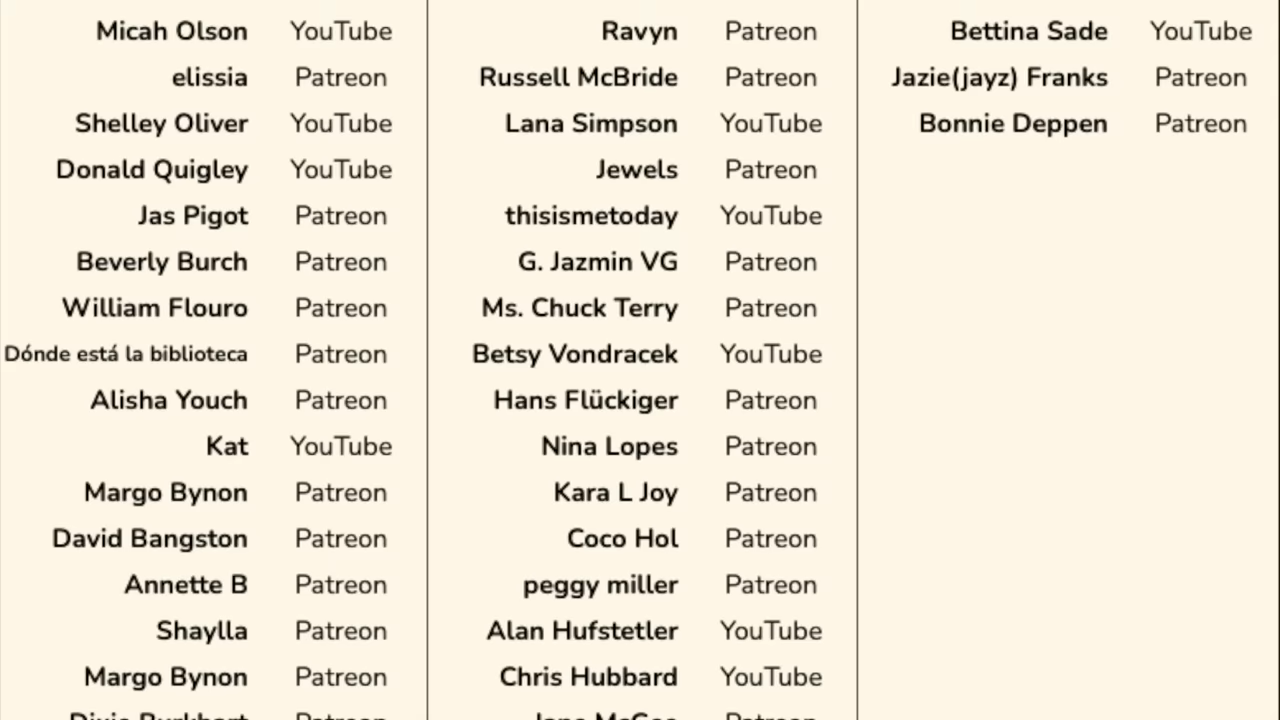 Micah Olson YouTube
elissia Patreon
Shelley Oliver YouTube
Donald Quigley YouTube
Jas Pigot Patreon
Beverly Burch Patreon
William Flouro Patreon
Dónde está la biblioteca Patreon
Alisha Youch Patreon
Kat YouTube
Margo Bynon Patreon
David Bangston Patreon
Annette B Patreon
Shaylla Patreon
Margo Bynon Patreon
Dixie Burkhart Patreon
Ravyn Patreon
Russell McBride Patreon
Lana Simpson YouTube
Jewels Patreon
thisismetoday YouTube
G. Jazmin VG Patreon
Ms. Chuck Terry Patreon
Betsy Vondracek YouTube
Hans Flückiger Patreon
Nina Lopes Patreon
Kara L Joy Patreon
Coco Hol Patreon
peggy miller Patreon
Alan Hufstetler YouTube
Chris Hubbard YouTube
Patreon
Bettina Sade YouTube
Jazie(jayz) Franks Patreon
Bonnie Deppen Patreon